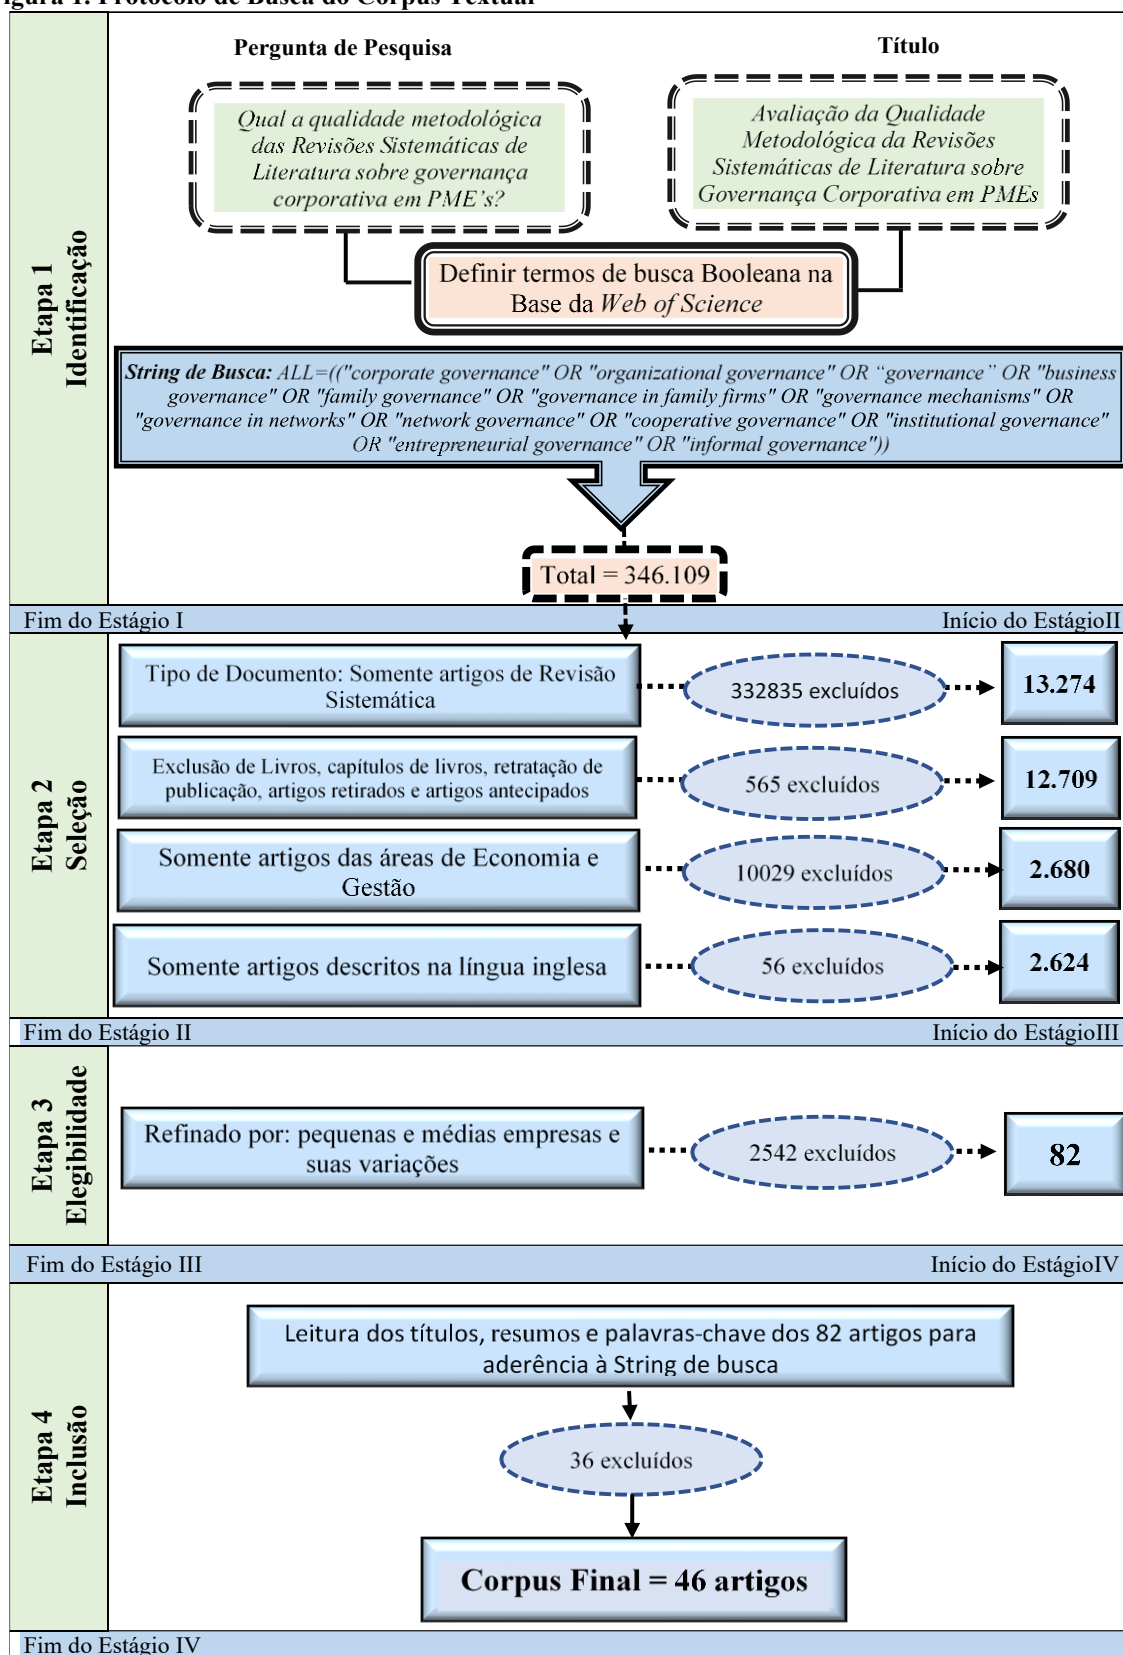 igura 1. Protocolo de Busca do Corpus Textual
Pergunta de Pesquisa
Título
Qual a qualidade metodológica
das Revisões Sistemáticas de
Literatura sobre governança
corporativa em PME's?
Avaliação da Qualidade
Metodológica da Revisões
Sistemáticas de Literatura sobre
Governança Corporativa em PMEs
Etapa 1
Identificação
Definir termos de busca Booleana na
Base da Web of Science
String de Busca: ALL=(("corporate governance" OR "organizational governance" OR “governance” OR "business
governance" OR "family governance" OR "governance in family firms" OR "governance mechanisms" OR
"governance in networks" OR "network governance" OR "cooperative governance" OR "institutional governance"
OR "entrepreneurial governance" OR "informal governance"))
Total = 346.109
Fim do Estágio I
Início do EstágioII
Etapa 2
Seleção
Tipo de Documento: Somente artigos de Revisão
Sistemática
332835 excluídos
13.274
Exclusão de Livros, capítulos de livros, retratação de
publicação, artigos retirados e artigos antecipados
565 excluídos
12.709
Somente artigos das áreas de Economia e
Gestão
10029 excluídos
2.680
Somente artigos descritos na língua inglesa
56 excluídos
2.624
Fim do Estágio II
Início do EstágioIII
Etapa 3
Elegibilidade
Refinado por: pequenas e médias empresas e
suas variações
2542 excluídos
82
Fim do Estágio III
Início do EstágioIV
Etapa 4
Inclusão
Leitura dos títulos, resumos e palavras-chave dos 82 artigos para
aderência à String de busca
36 excluídos
Corpus Final = 46 artigos
Fim do Estágio IV